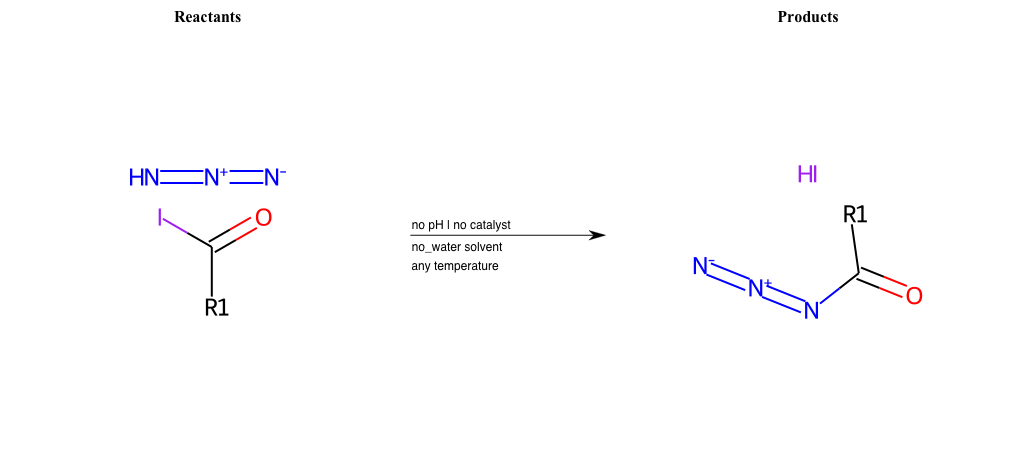 Reactants
Products
HN N+ N-
HI
I O
R1
R1
no pH | no catalyst
no_water solvent
any temperature
N-
N+
O
N